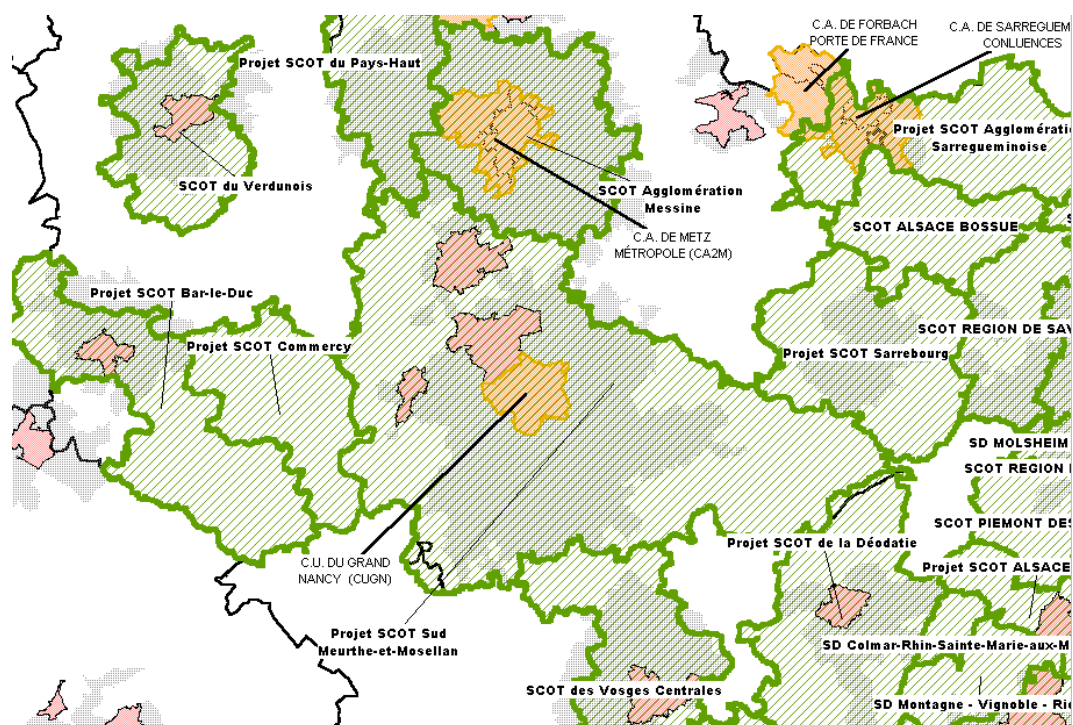 C.A. DE FORBACH
PORTE DE FRANCE
C.A. DE SARREGUEM
CONLUENCES
Projet SCOT du Pays-Haut
Projet SCOT Agglomérati
Sarregueminoise
SCOT du Verdunois
SCOT Agglomération
Messine
SCOT ALSACE BOSSUE
C.A. DE METZ
MÉTROPOLE (CA2M)
Projet SCOT Bar-le-Duc
SCOT REGION DE SAV
Projet SCOT Commercy
Projet SCOT Sarrebourg
SD MOLSHEIM
SCOT REGION
SCOT PIEMONT DES
Projet SCOT de la Déodatie
C.U. DU GRAND
NANCY (CUGN)
Projet SCOT ALSACE
Projet SCOT Sud
Meurthe-et-Mosellan
SD Colmar-Rhin-Sainte-Marie-aux-M
SCOT des Vosges Centrales
SD Montagne - Vignoble - Rie